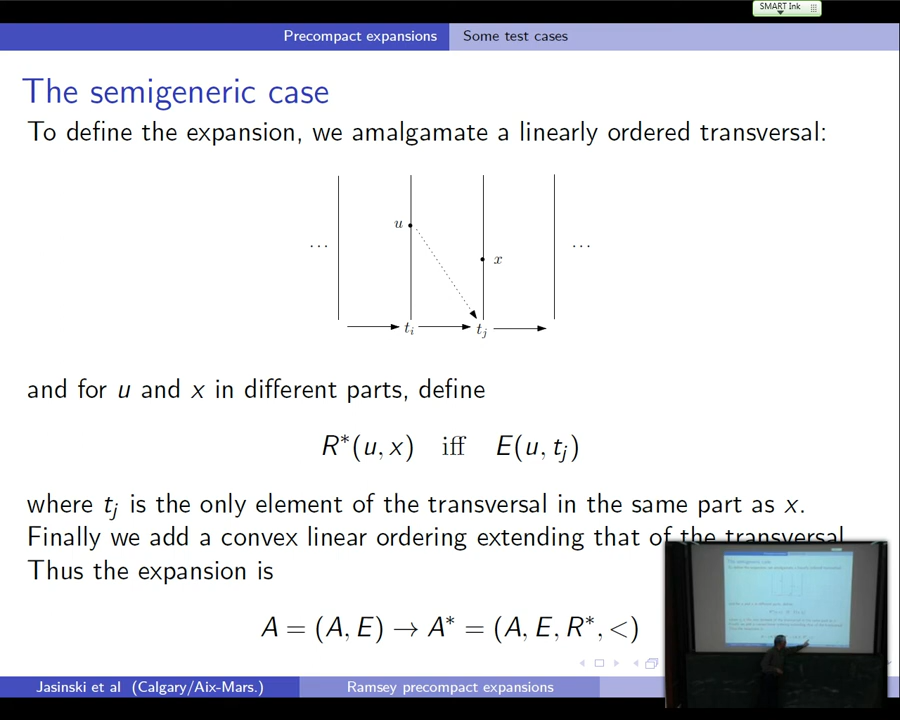 SMART Ink
Precompact expansions Some test cases
The semigeneric case
To define the expansion, we amalgamate a linearly ordered transversal:
u
... ...
x
t_i t_j
and for u and x in different parts, define
R*(u, x) iff E(u, t_j)
where t_j is the only element of the transversal in the same part as x.
Finally we add a convex linear ordering extending that of the transversal
Thus the expansion is
A = (A, E) → A* = (A, E, R*, <)
Jasinski et al (Calgary/Aix-Mars.) Ramsey precompact expansions